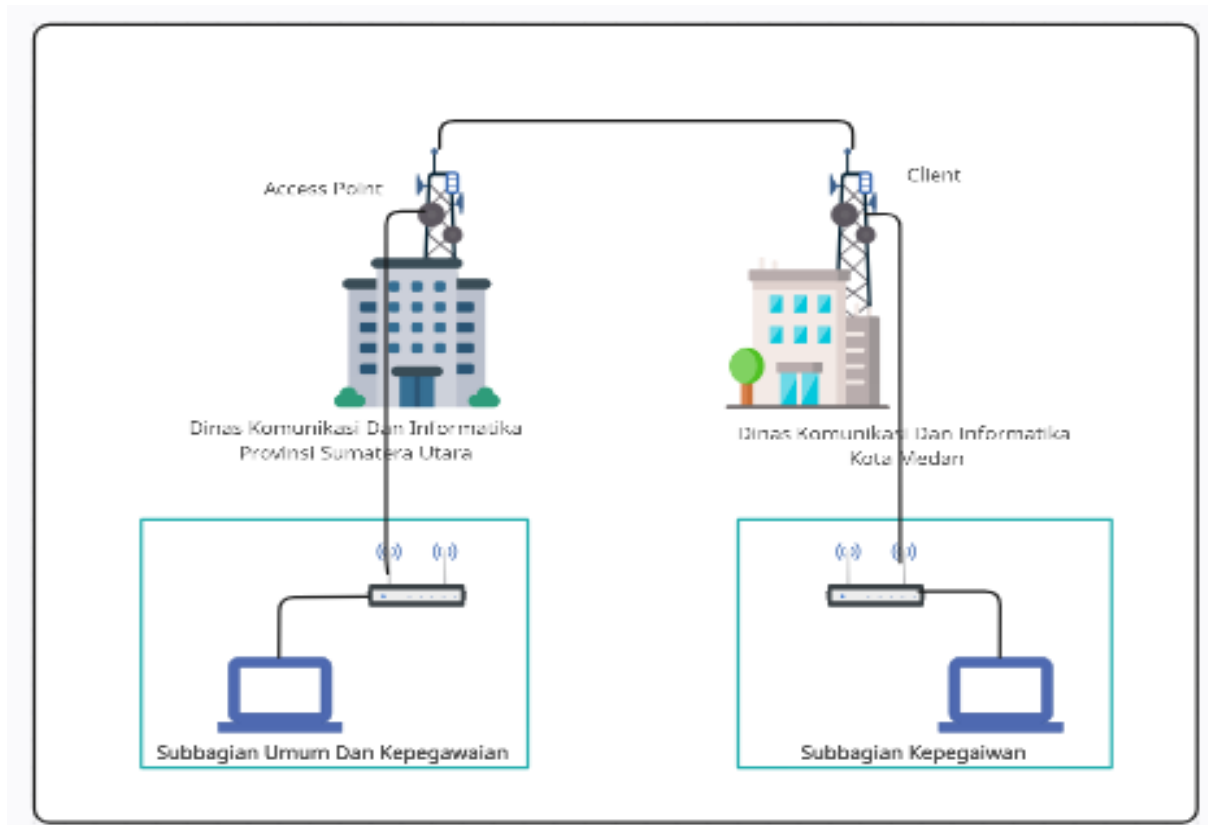 Access Point
Client
Dinas Komunikasi Dan Informatika
Provinsi Sumatera Utara
Dinas Komunikasi Dan Informatika
Kota Medan
Subbagian Umum Dan Kepegawaian
Subbagian Kepegaiwan